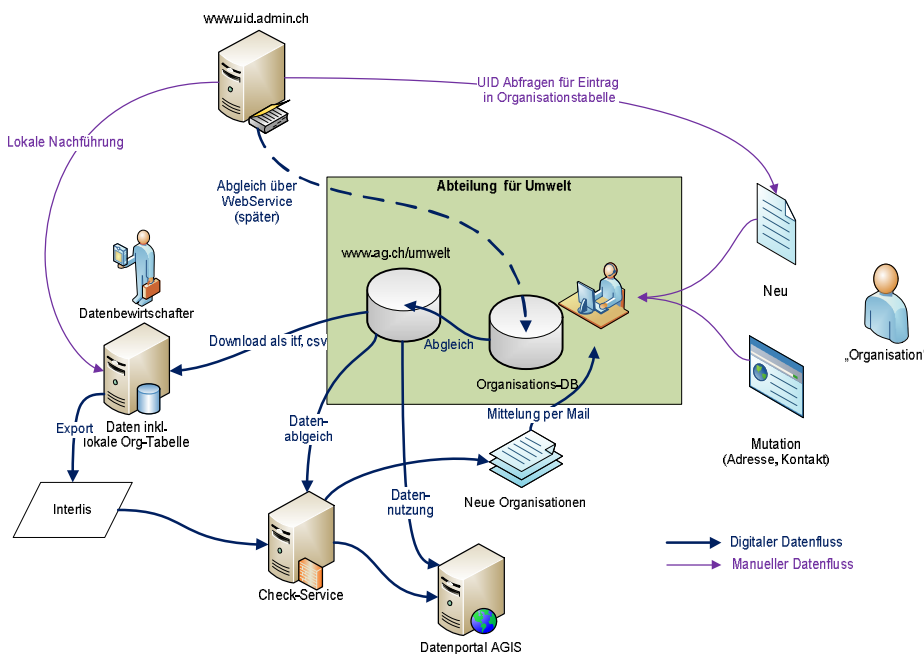 www.uid.admin.ch
UID Abfragen für Eintrag
in Organisationstabelle
Lokale Nachführung
Abgleich über
WebService
(später)
Abteilung für Umwelt
www.ag.ch/umwelt
Neu
Datenbewirtschafter
Download als itf, csv
Abgleich
Organisations-DB
„Organisation“
Mittelung per Mail
Daten inkl.
lokale Org-Tabelle
Export
Daten-
ablgeich
Mutation
(Adresse, Kontakt)
Neue Organisationen
Daten-
nutzung
Interlis
Digitaler Datenfluss
Manueller Datenfluss
Check-Service
Datenportal AGIS